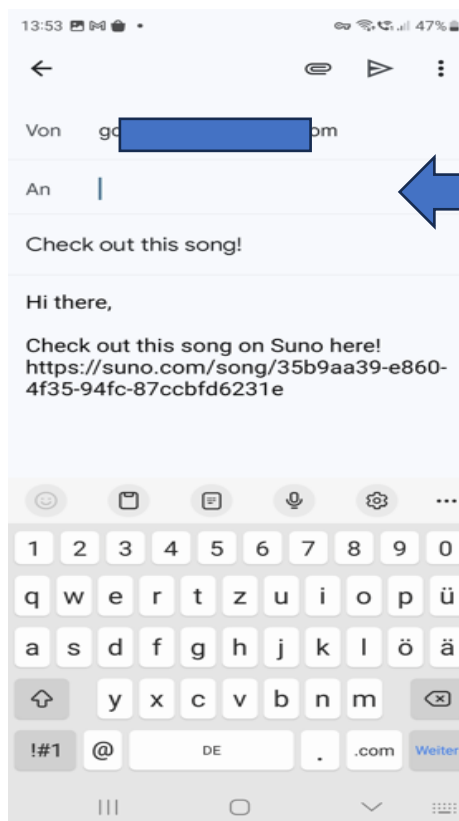 13:53 47%
Von go om
An
Check out this song!
Hi there,
Check out this song on Suno here!
https://suno.com/song/35b9aa39-e860-
4f35-94fc-87ccbfd6231e
1 2 3 4 5 6 7 8 9 0
q w e r t z u i o p ü
a s d f g h j k l ö ä
y x c v b n m
!#1 @ DE . .com Weiter